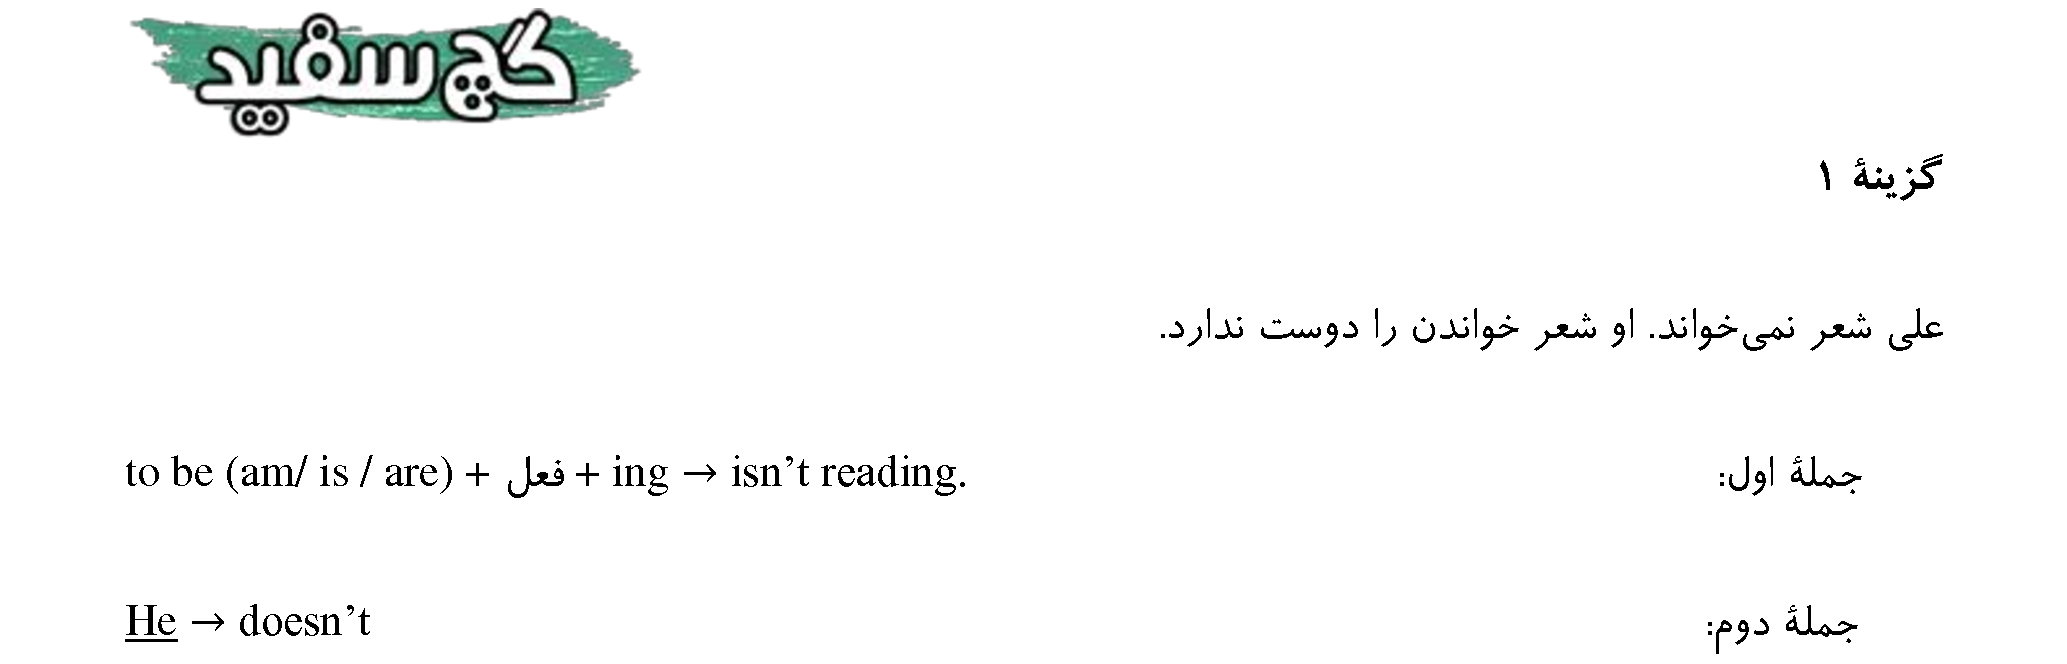 گچ سفید
گزینهٔ ۱
علی شعر نمی‌خواند. او شعر خواندن را دوست ندارد.
جملهٔ اول: to be (am/ is / are) + فعل + ing → isn’t reading.
جملهٔ دوم: He → doesn’t